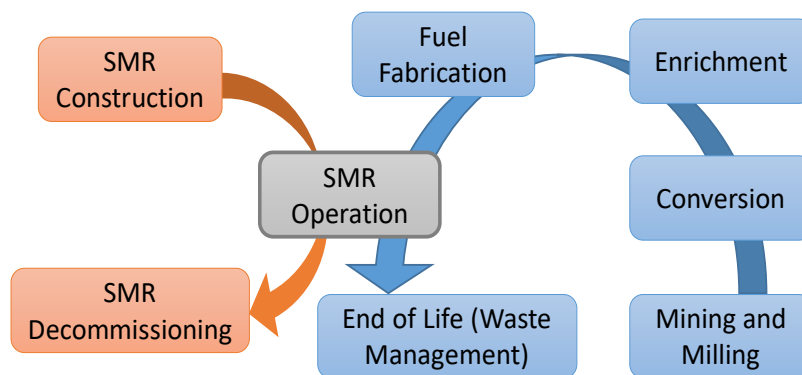 SMR
Construction
Fuel
Fabrication
Enrichment
SMR
Operation
Conversion
SMR
Decommissioning
End of Life (Waste
Management)
Mining and
Milling